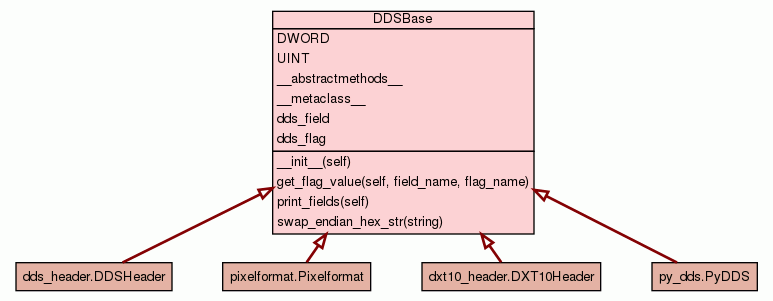 DDSBase
DWORD
UINT
__abstractmethods__
__metaclass__
dds_field
dds_flag
__init__(self)
get_flag_value(self, field_name, flag_name)
print_fields(self)
swap_endian_hex_str(string)
dds_header.DDSHeader
pixelformat.Pixelformat
dxt10_header.DXT10Header
py_dds.PyDDS